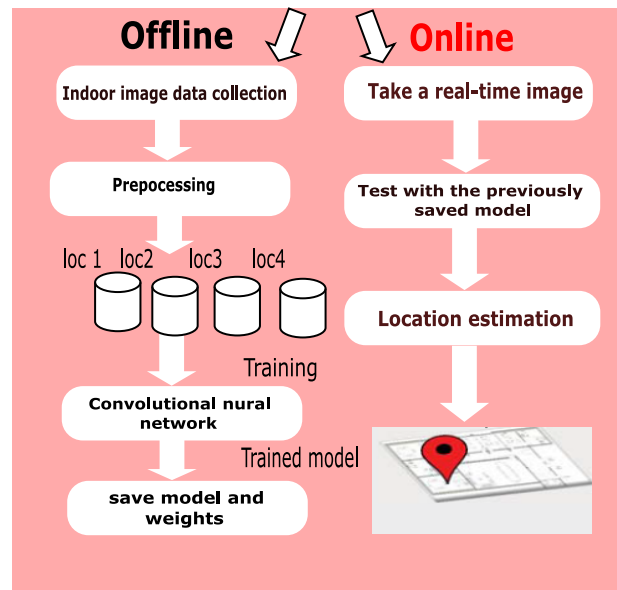 Offline
Indoor image data collection
Prepocessing
loc 1 loc2 loc3 loc4
Training
Convolutional nural
network
Trained model
save model and
weights
Online
Take a real-time image
Test with the previously
saved model
Location estimation